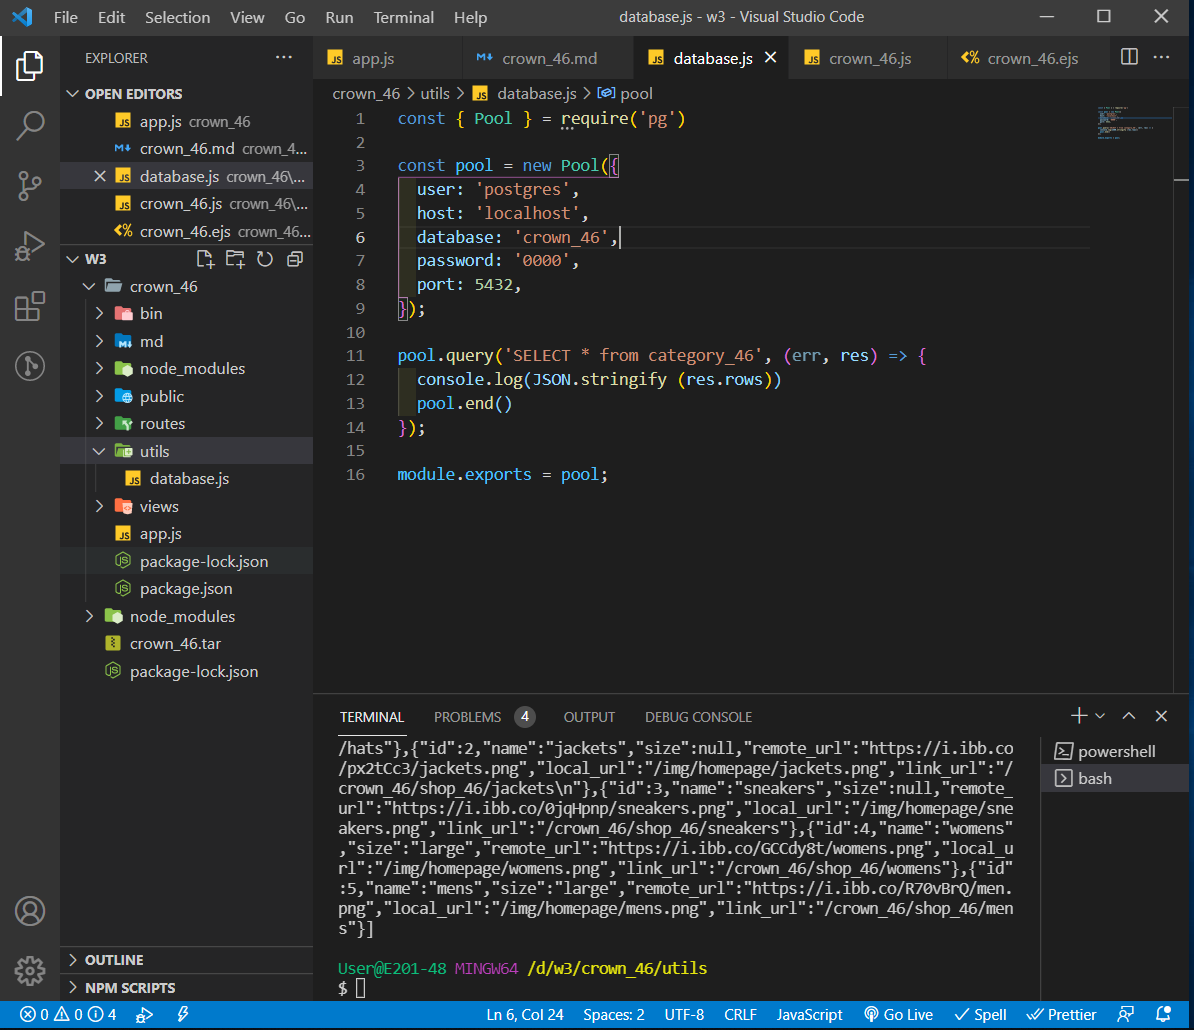 File Edit Selection View Go Run Terminal Help database.js - w3 - Visual Studio Code
EXPLORER
OPEN EDITORS
JS app.js crown_46
M↓ crown_46.md crown_4...
JS database.js crown_46\...
JS crown_46.js crown_46\...
<%> crown_46.ejs crown_46...
W3
crown_46
bin
md
node_modules
public
routes
utils
JS database.js
views
JS app.js
package-lock.json
package.json
node_modules
crown_46.tar
package-lock.json
OUTLINE
NPM SCRIPTS
JS app.js M↓ crown_46.md JS database.js JS crown_46.js <%> crown_46.ejs
crown_46 > utils > JS database.js > pool
1 const { Pool } = require('pg')
2
3 const pool = new Pool({
4 user: 'postgres',
5 host: 'localhost',
6 database: 'crown_46',
7 password: '0000',
8 port: 5432,
9 });
10
11 pool.query('SELECT * from category_46', (err, res) => {
12 console.log(JSON.stringify (res.rows))
13 pool.end()
14 });
15
16 module.exports = pool;
TERMINAL PROBLEMS 4 OUTPUT DEBUG CONSOLE
/hats"},{"id":2,"name":"jackets","size":null,"remote_url":"https://i.ibb.co
/px2tCc3/jackets.png","local_url":"/img/homepage/jackets.png","link_url":"/
crown_46/shop_46/jackets\n"},{"id":3,"name":"sneakers","size":null,"remote_
url":"https://i.ibb.co/0jqHpnp/sneakers.png","local_url":"/img/homepage/sne
akers.png","link_url":"/crown_46/shop_46/sneakers"},{"id":4,"name":"womens"
,"size":"large","remote_url":"https://i.ibb.co/GCCdy8t/womens.png","local_u
rl":"/img/homepage/womens.png","link_url":"/crown_46/shop_46/womens"},{"id"
:5,"name":"mens","size":"large","remote_url":"https://i.ibb.co/R70vBrQ/men.
png","local_url":"/img/homepage/mens.png","link_url":"/crown_46/shop_46/men
s"}]
User@E201-48 MINGW64 /d/w3/crown_46/utils
$
powershell
bash
0 0 4 Ln 6, Col 24 Spaces: 2 UTF-8 CRLF JavaScript Go Live Spell Prettier